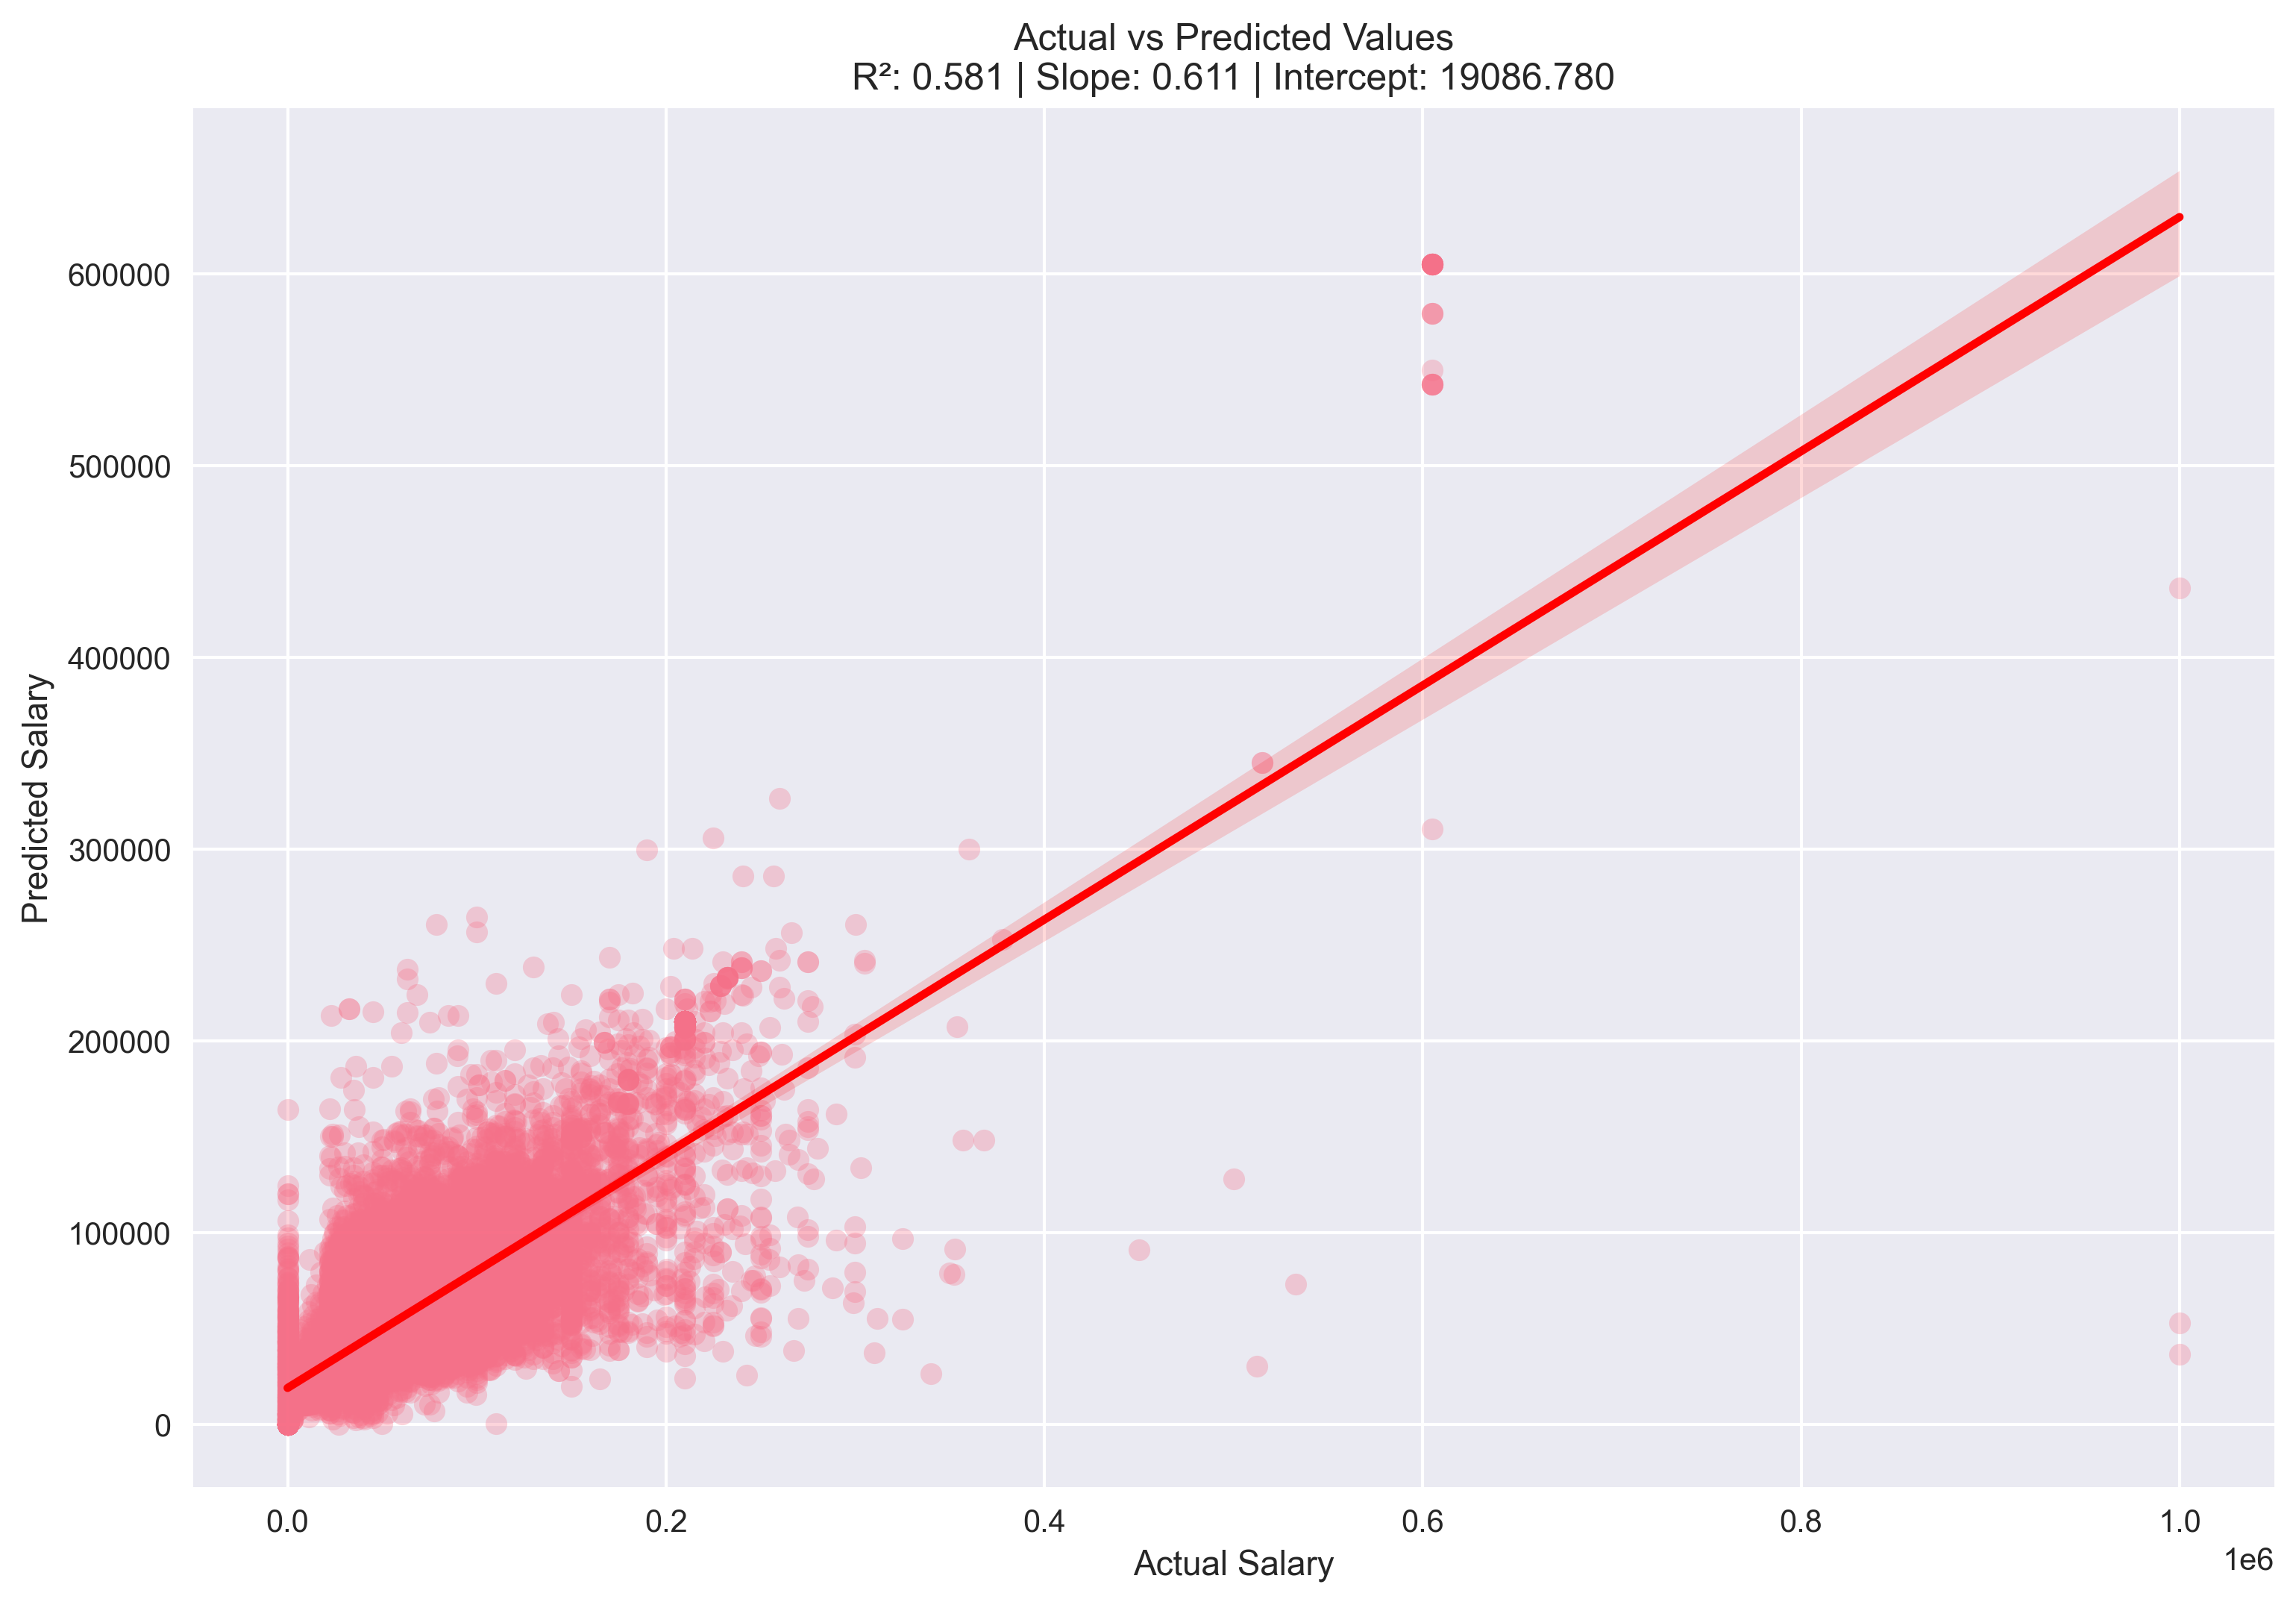 Actual vs Predicted Values
R²: 0.581 | Slope: 0.611 | Intercept: 19086.780
Predicted Salary
600000
500000
400000
300000
200000
100000
0
0.0
0.2
0.4
0.6
0.8
1.0
Actual Salary
1e6